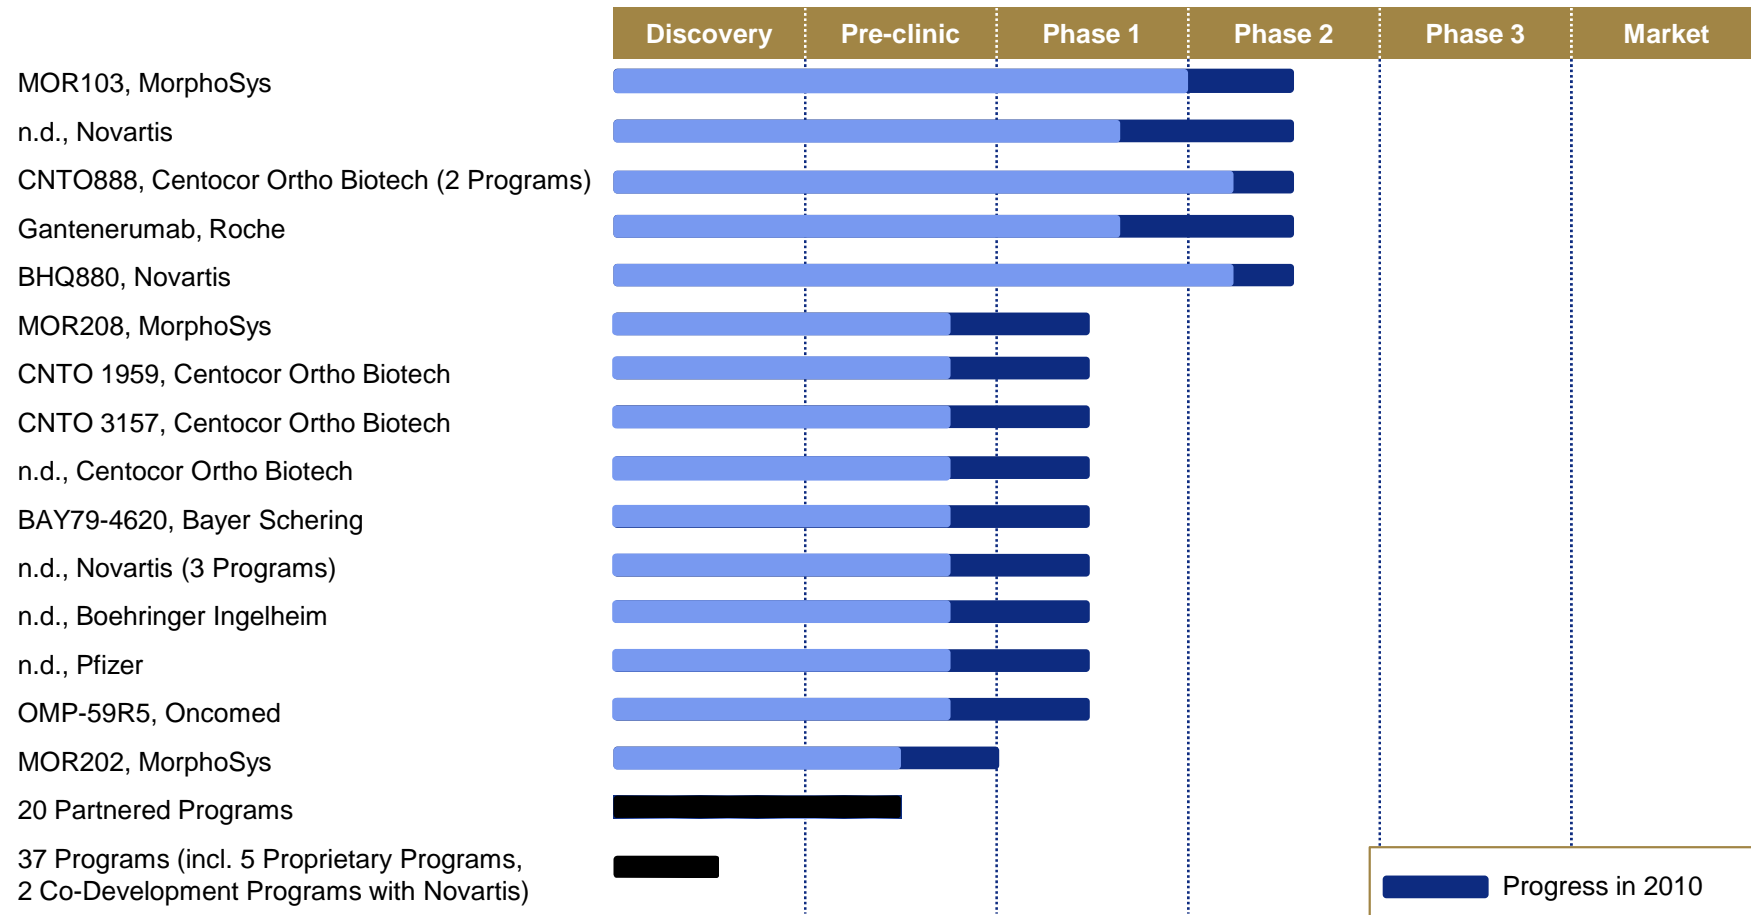 Discovery Pre-clinic Phase 1 Phase 2 Phase 3 Market
MOR103, MorphoSys
n.d., Novartis
CNTO888, Centocor Ortho Biotech (2 Programs)
Gantenerumab, Roche
BHQ880, Novartis
MOR208, MorphoSys
CNTO 1959, Centocor Ortho Biotech
CNTO 3157, Centocor Ortho Biotech
n.d., Centocor Ortho Biotech
BAY79-4620, Bayer Schering
n.d., Novartis (3 Programs)
n.d., Boehringer Ingelheim
n.d., Pfizer
OMP-59R5, Oncomed
MOR202, MorphoSys
20 Partnered Programs
37 Programs (incl. 5 Proprietary Programs,
2 Co-Development Programs with Novartis)
Progress in 2010